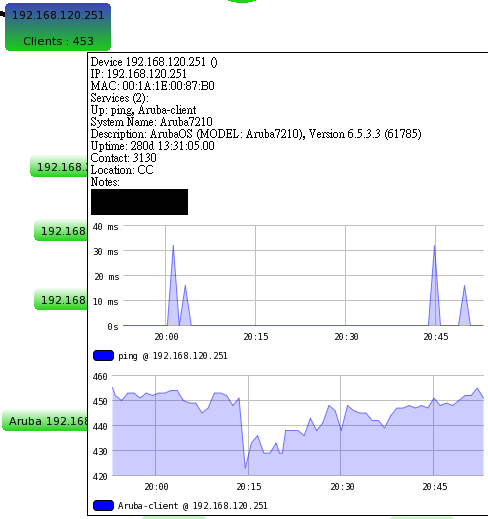 192.168.120.251
Clients : 453
Device 192.168.120.251 ()
IP: 192.168.120.251
MAC: 00:1A:1E:00:87:B0
Services (2):
Up: ping, Aruba-client
System Name: Aruba7210
Description: ArubaOS (MODEL: Aruba7210), Version 6.5.3.3 (61785)
Uptime: 280d 13:31:05.00
Contact: 3130
Location: CC
Notes:
192.168.
192.168
192.168
Aruba 192.168
40 ms
30 ms
20 ms
10 ms
0s
20:00 20:15 20:30 20:45
ping @ 192.168.120.251
460
450
440
430
420
20:00 20:15 20:30 20:45
Aruba-client @ 192.168.120.251